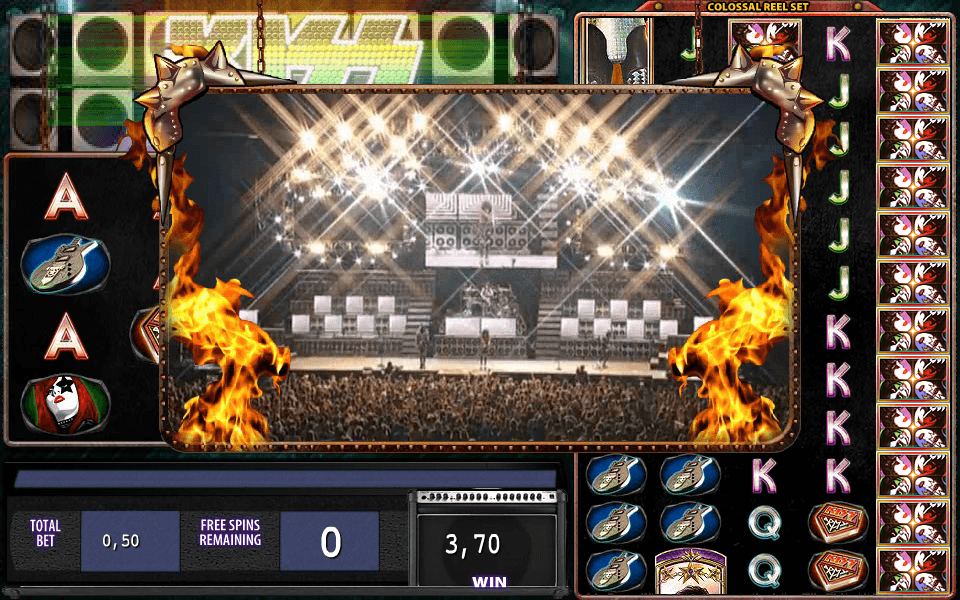 COLOSSAL REEL SET
K
J
J
A
J
J
J
K
A
K
K
K
K
Q
Q
TOTAL
BET
0,50
FREE SPINS
REMAINING
0
3,70
WIN